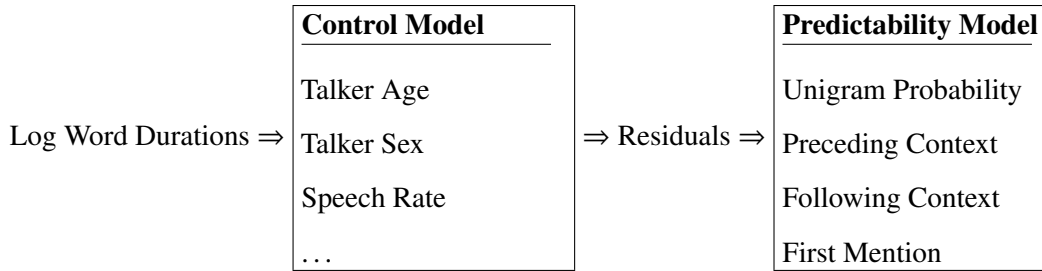 Control Model
Predictability Model
Talker Age
Unigram Probability
Log Word Durations ⇒ Talker Sex ⇒ Residuals ⇒ Preceding Context
Speech Rate
Following Context
. . .
First Mention